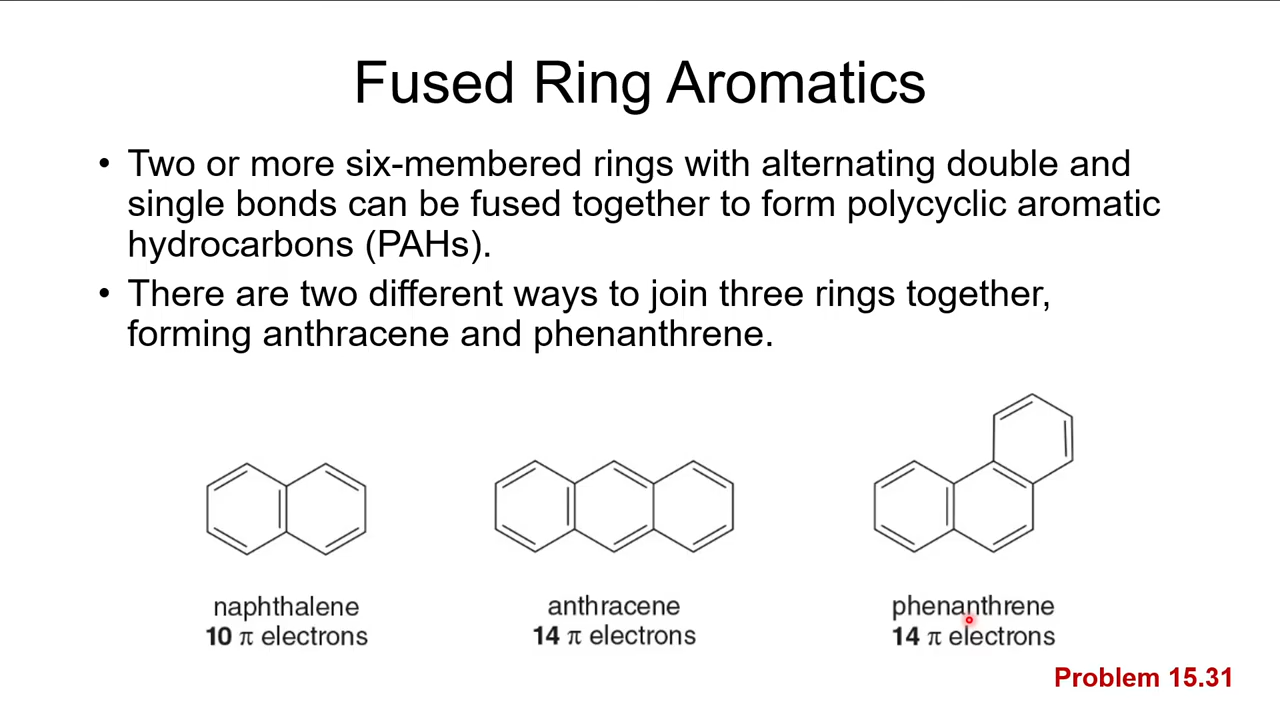 Fused Ring Aromatics
• Two or more six-membered rings with alternating double and
single bonds can be fused together to form polycyclic aromatic
hydrocarbons (PAHs).
• There are two different ways to join three rings together,
forming anthracene and phenanthrene.
naphthalene
10 π electrons
anthracene
14 π electrons
phenanthrene
14 π electrons
Problem 15.31